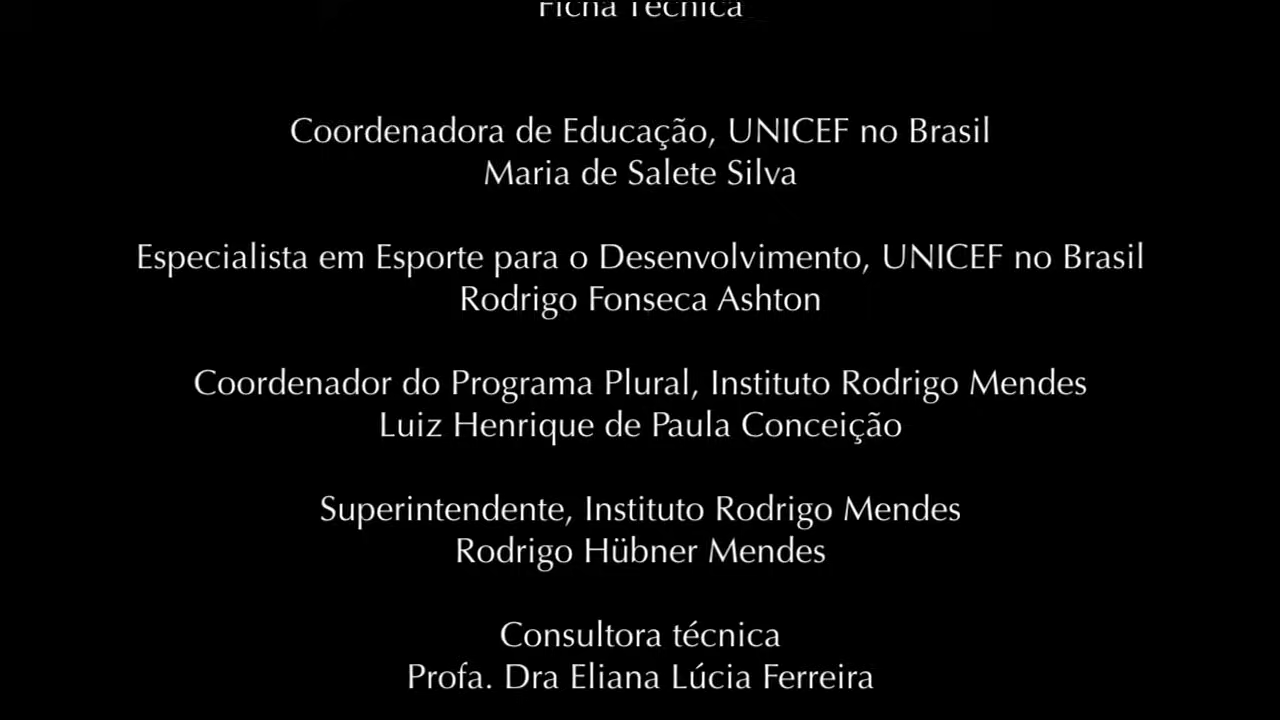 Ficha Técnica
Coordenadora de Educação, UNICEF no Brasil
Maria de Salete Silva
Especialista em Esporte para o Desenvolvimento, UNICEF no Brasil
Rodrigo Fonseca Ashton
Coordenador do Programa Plural, Instituto Rodrigo Mendes
Luiz Henrique de Paula Conceição
Superintendente, Instituto Rodrigo Mendes
Rodrigo Hübner Mendes
Consultora técnica
Profa. Dra Eliana Lúcia Ferreira